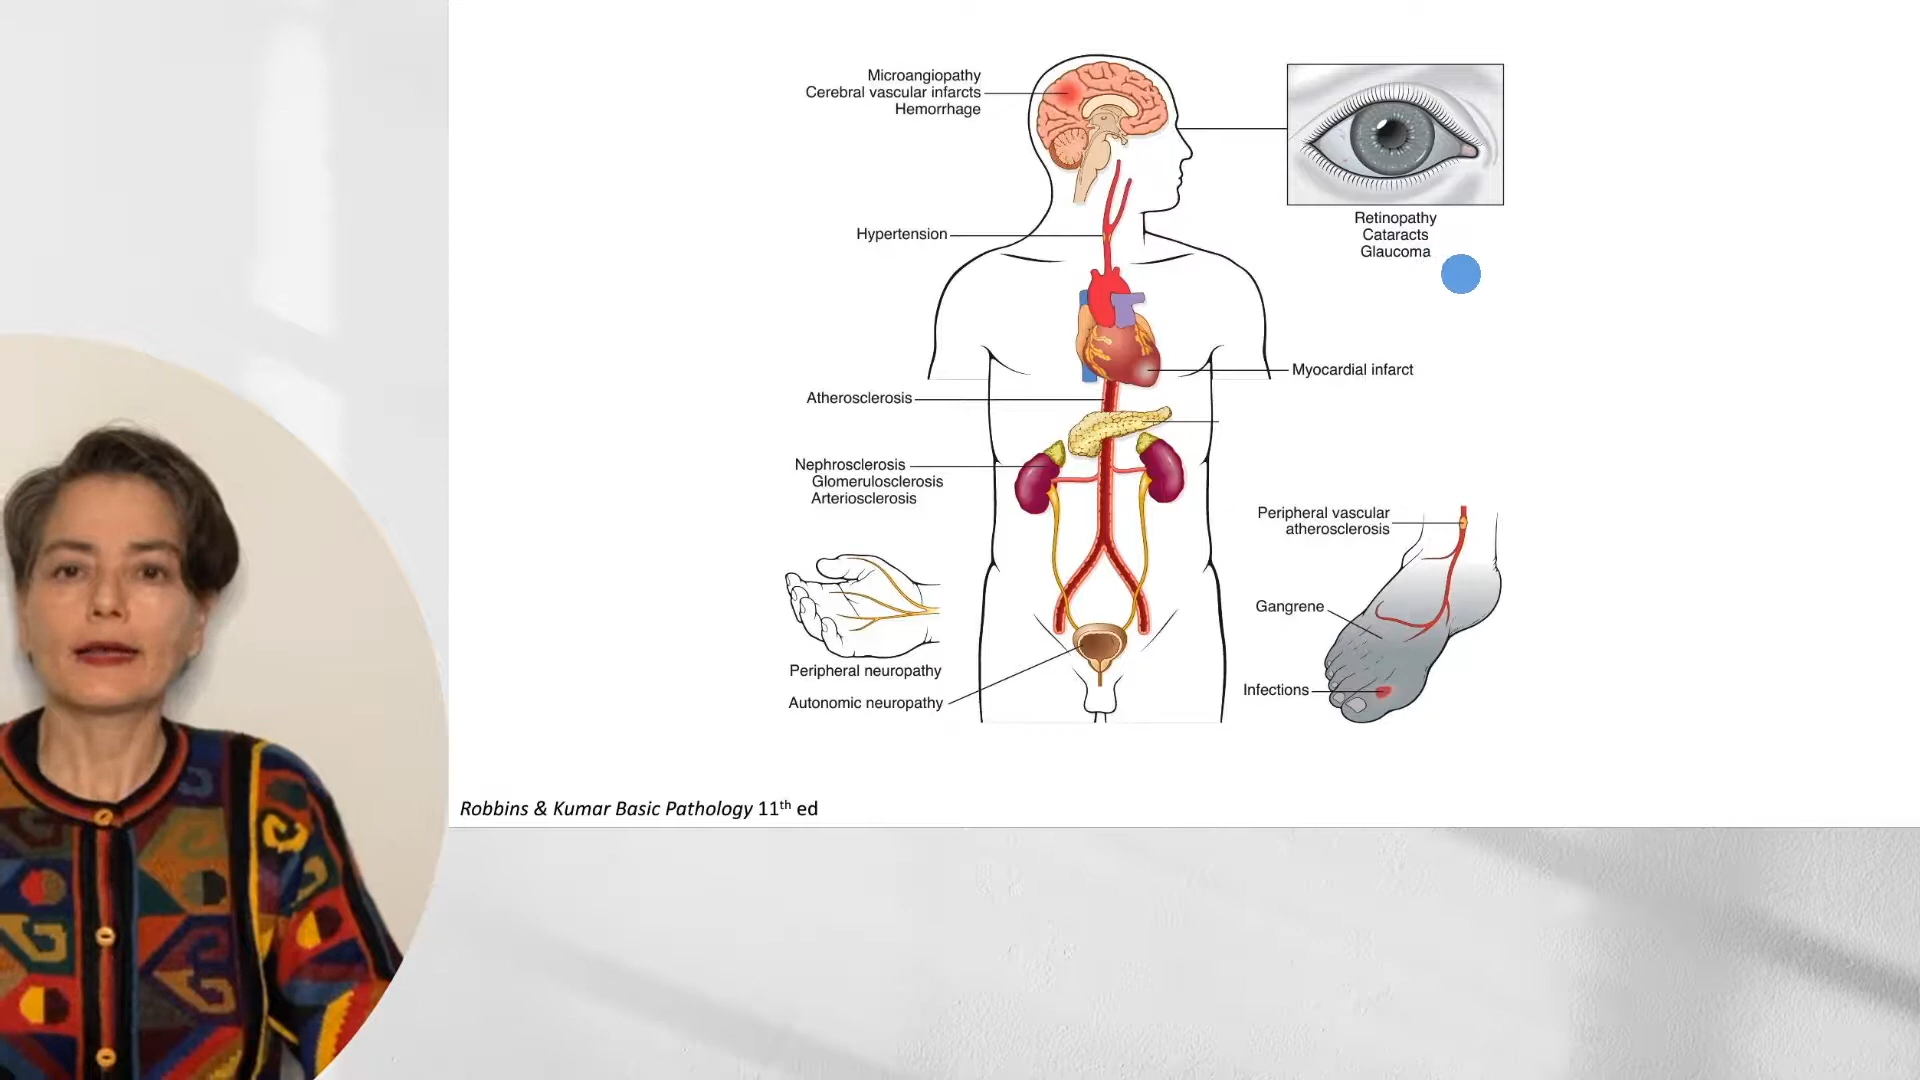 Microangiopathy
Cerebral vascular infarcts
Hemorrhage
Retinopathy
Cataracts
Glaucoma
Hypertension
Myocardial infarct
Atherosclerosis
Nephrosclerosis
Glomerulosclerosis
Arteriosclerosis
Peripheral vascular
atherosclerosis
Gangrene
Peripheral neuropathy
Infections
Autonomic neuropathy
Robbins & Kumar Basic Pathology 11th ed